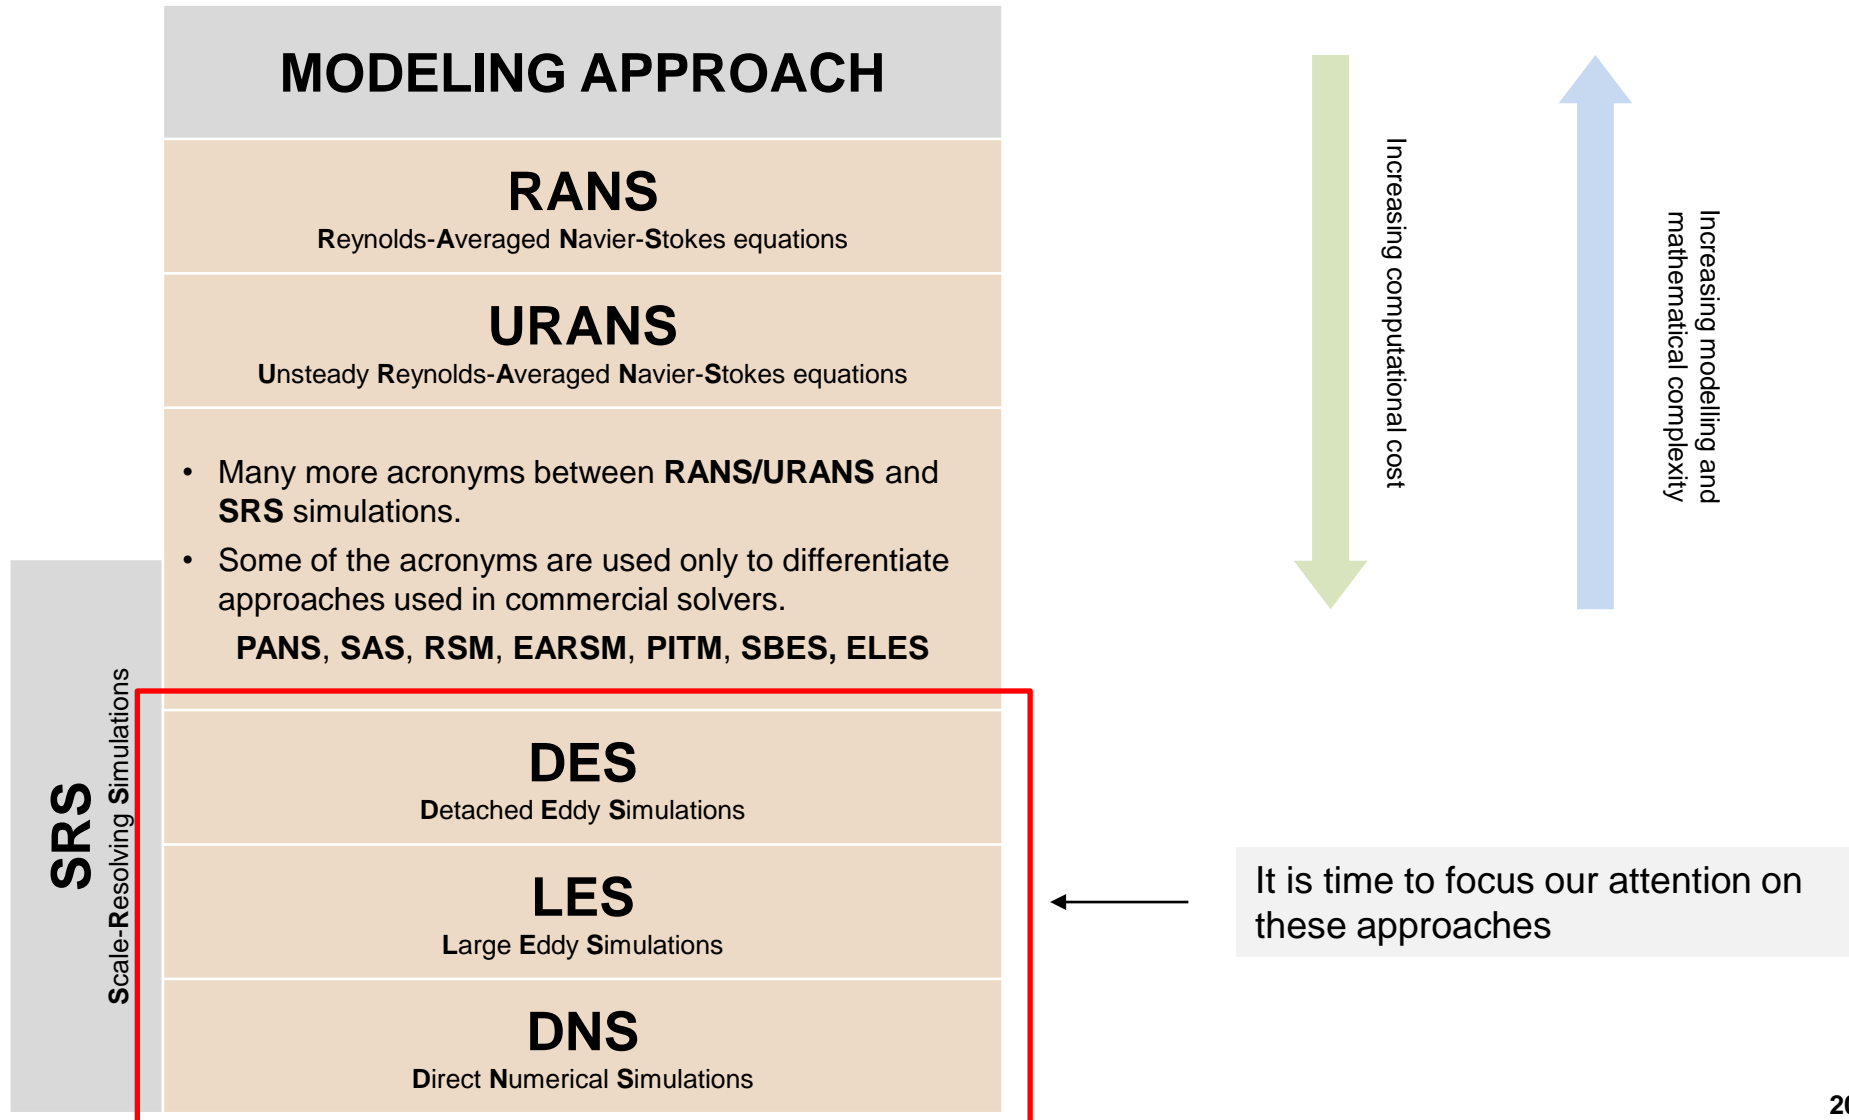 MODELING APPROACH
RANS
Reynolds-Averaged Navier-Stokes equations
URANS
Unsteady Reynolds-Averaged Navier-Stokes equations
• Many more acronyms between RANS/URANS and
SRS simulations.
• Some of the acronyms are used only to differentiate
approaches used in commercial solvers.
PANS, SAS, RSM, EARSM, PITM, SBES, ELES
SRS
Scale-Resolving Simulations
DES
Detached Eddy Simulations
LES
Large Eddy Simulations
DNS
Direct Numerical Simulations
Increasing computational cost
Increasing modelling and
mathematical complexity
It is time to focus our attention on
these approaches